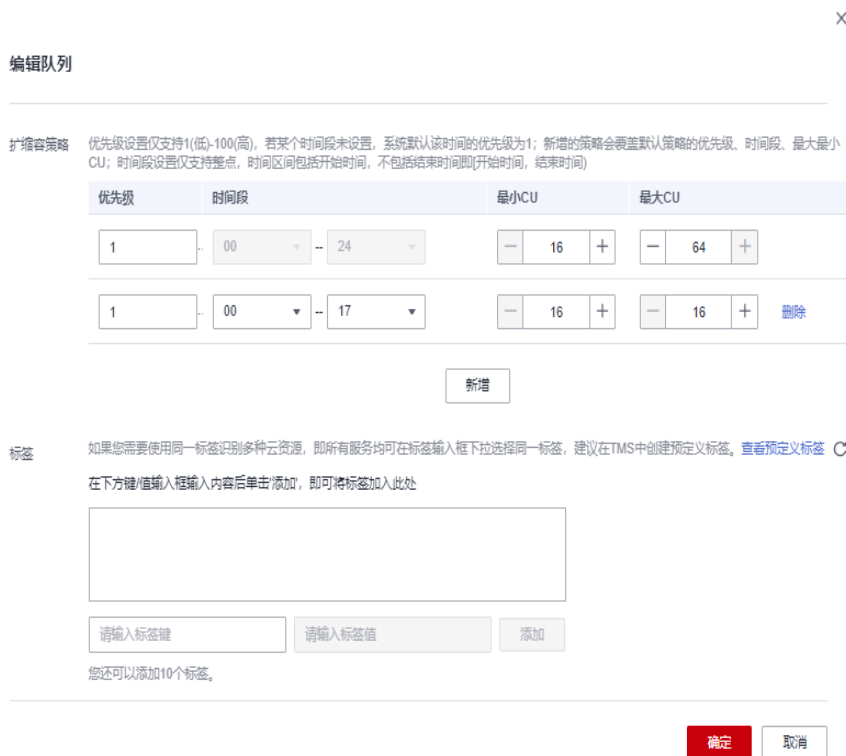 编辑队列
扩缩容策略 优先级设置仅支持1(低)-100(高)，若某个时间段未设置，系统默认该时间的优先级为1；新增的策略会覆盖默认策略的优先级、时间段、最大最小
CU；时间段设置仅支持整点，时间区间包括开始时间，不包括结束时间即[开始时间，结束时间)
优先级 时间段 最小CU 最大CU
1 00 -- 24 16 64
1 00 -- 17 16 16 删除
新增
标签 如果您需要使用同一标签识别多种云资源，即所有服务均可在标签输入框下拉选择同一标签，建议在TMS中创建预定义标签。查看预定义标签
在下方键/值输入框输入内容后单击'添加'，即可将标签加入此处
请输入标签键 请输入标签值 添加
您还可以添加10个标签。
确定 取消